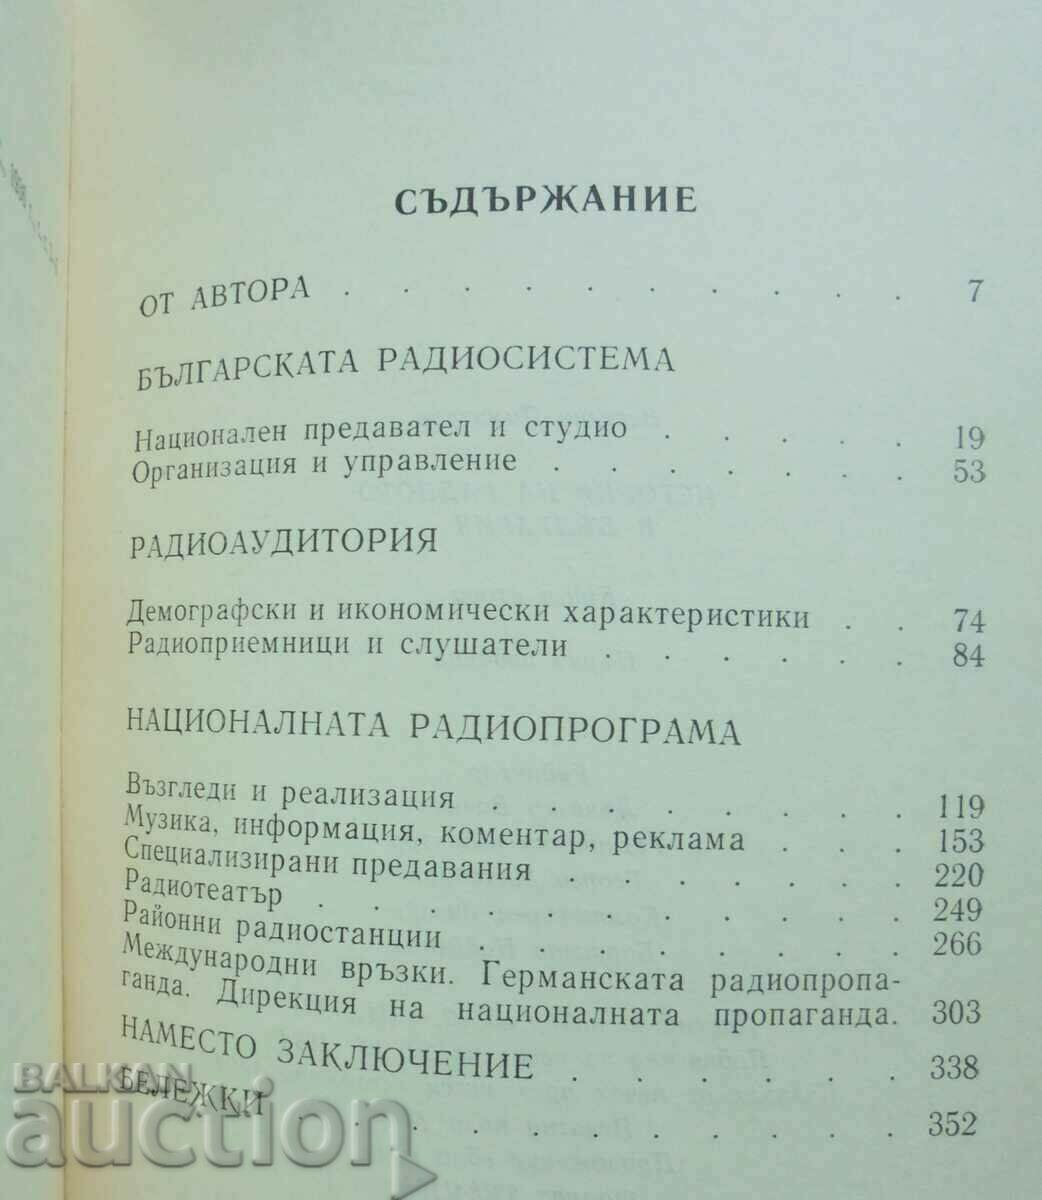 СЪДЪРЖАНИЕ
ОТ АВТОРА . . . . . . . . . . 7
БЪЛГАРСКАТА РАДИОСИСТЕМА
Национален предавател и студио . . . . . 19
Организация и управление . . . . . . . 53
РАДИОАУДИТОРИЯ
Демографски и икономически характеристики . . 74
Радиоприемници и слушатели . . . . . . 84
НАЦИОНАЛНАТА РАДИОПРОГРАМА
Възгледи и реализация . . . . . . . . 119
Музика, информация, коментар, реклама . . . 153
Специализирани предавания . . . . . . . 220
Радиотеатър . . . . . . . . . . . 249
Районни радиостанции . . . . . . . . 266
Международни връзки. Германската радиопропа-
ганда. Дирекция на националната пропаганда. 303
НАМЕСТО ЗАКЛЮЧЕНИЕ . . . . . . 338
БЕЛЕЖКИ . . . . . . . . . . . 352
BALKAN
auction